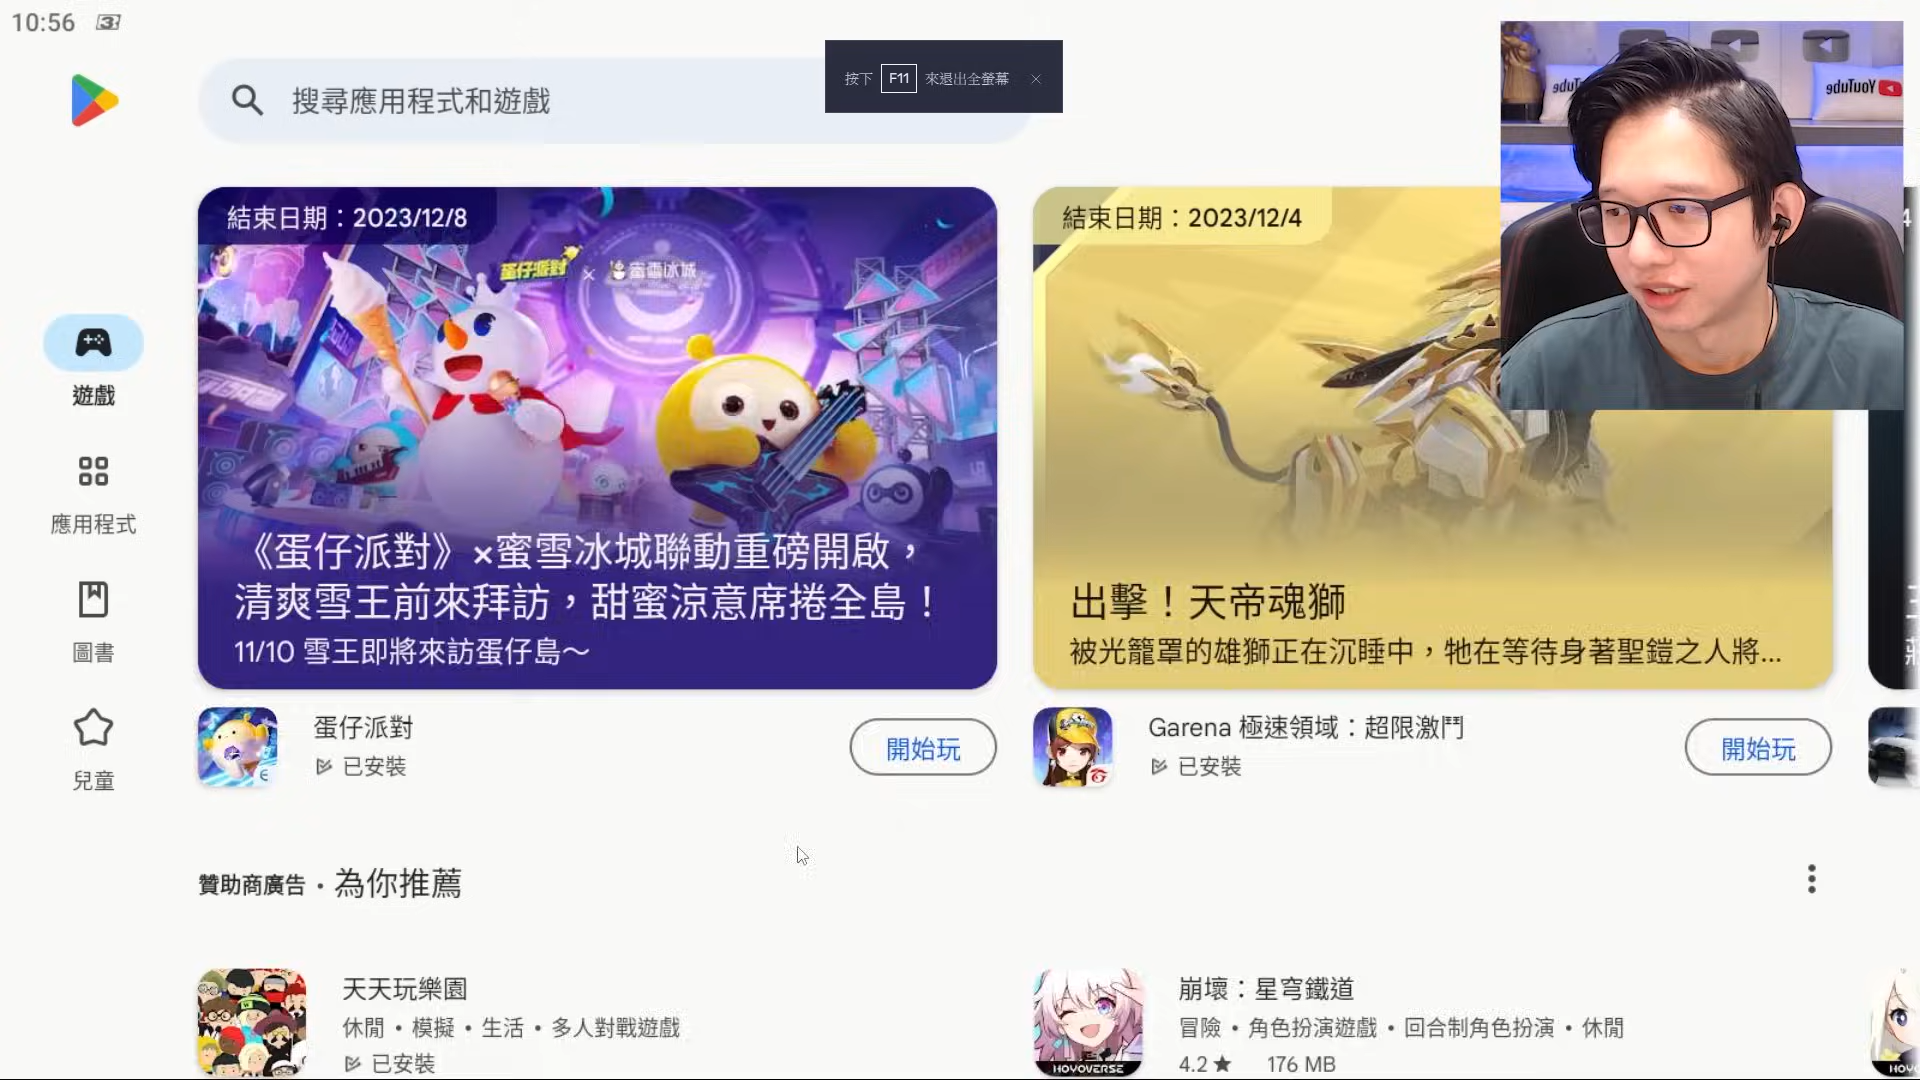 10:56
搜尋應用程式和遊戲
按下 F11 來退出全螢幕
YouTube
結束日期：2023/12/8
蛋仔派對 × 蜜雪冰城
《蛋仔派對》×蜜雪冰城聯動重磅開啟，
清爽雪王前來拜訪，甜蜜涼意席捲全島！
11/10 雪王即將來訪蛋仔島～
結束日期：2023/12/4
出擊！天帝魂獅
被光籠罩的雄獅正在沉睡中，牠在等待身著聖鎧之人將...
遊戲
應用程式
圖書
兒童
蛋仔派對
已安裝
開始玩
Garena 極速領域：超限激鬥
已安裝
開始玩
贊助商廣告・為你推薦
天天玩樂園
休閒・模擬・生活・多人對戰遊戲
已安裝
崩壞：星穹鐵道
冒險・角色扮演遊戲・回合制角色扮演・休閒
4.2★ 176 MB
HOYOVERSE